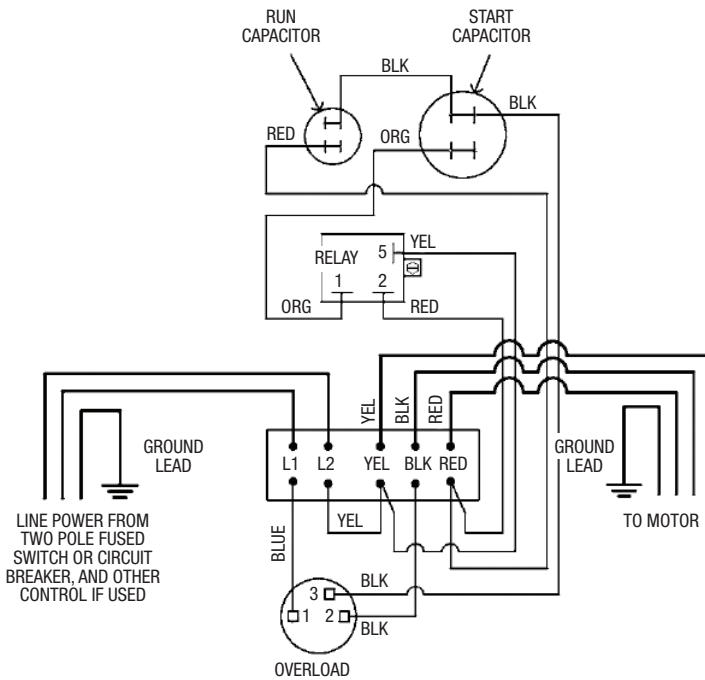 RUN
CAPACITOR
START
CAPACITOR
BLK
BLK
RED
ORG
YEL
RELAY
5
1
2
ORG
RED
YEL
BLK
RED
GROUND
LEAD
L1
L2
YEL
BLK
RED
GROUND
LEAD
LINE POWER FROM
TWO POLE FUSED
SWITCH OR CIRCUIT
BREAKER, AND OTHER
CONTROL IF USED
TO MOTOR
BLUE
YEL
BLK
3
1
2
BLK
OVERLOAD